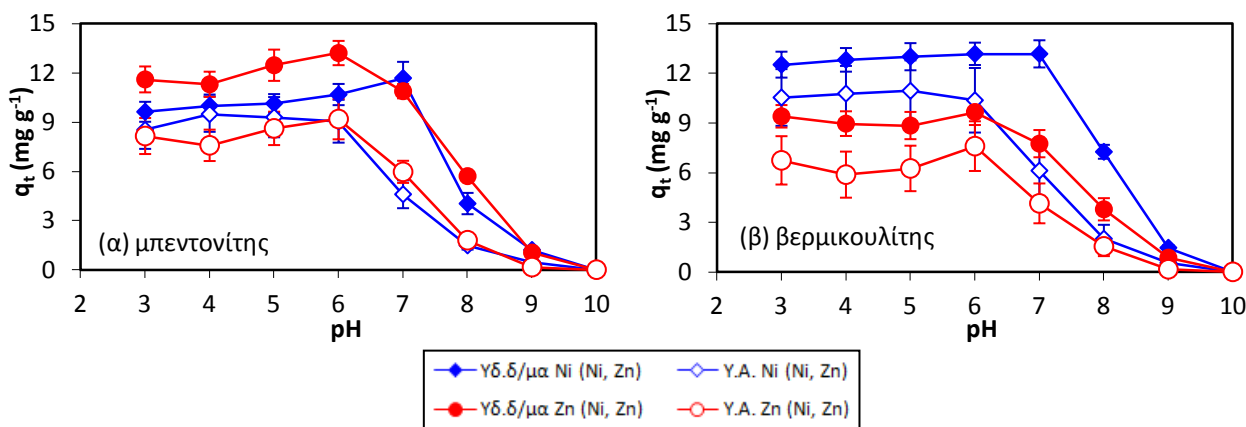 15
12
9
6
3
0
q_t (mg g⁻¹)
(α) μπεντονίτης
2 3 4 5 6 7 8 9 10
pH
15
12
9
6
3
0
q_t (mg g⁻¹)
(β) βερμικουλίτης
2 3 4 5 6 7 8 9 10
pH
Υδ.δ/μα Ni (Ni, Zn) Υ.Α. Ni (Ni, Zn)
Υδ.δ/μα Zn (Ni, Zn) Υ.Α. Zn (Ni, Zn)